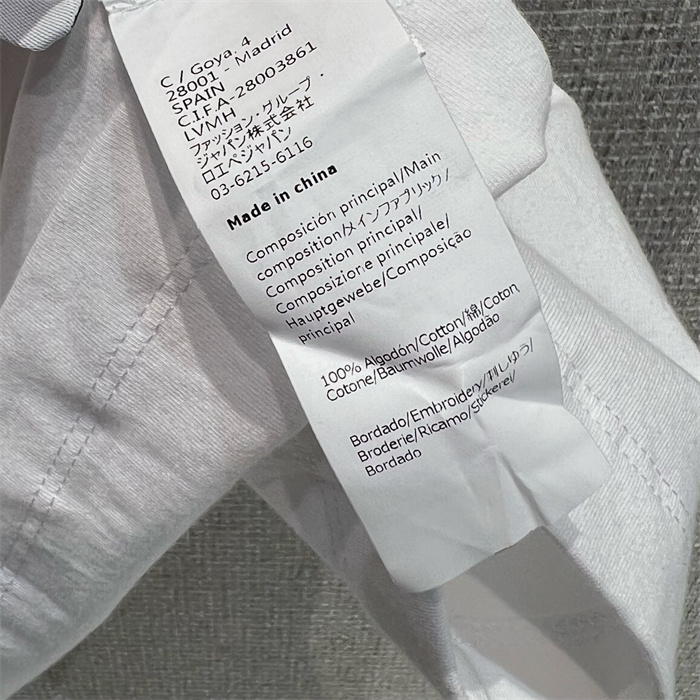 C / Goya, 4
28001 - Madrid
SPAIN
C.I.F.A-28003861
LVMH
ファッション・グループ・
ジャパン株式会社
ロエベジャパン
03-6215-6116
Made in china
Composición principal/Main
composition/メインファブリック/
Composition principal/
Composizione principale/
Hauptgewebe/Composição
principal
100% Algodón/Cotton/綿/Coton
Cotone/Baumwolle/Algodão
Bordado/Embroidery/刺しゅう/
Broderie/Ricamo/Stickerei/
Bordado